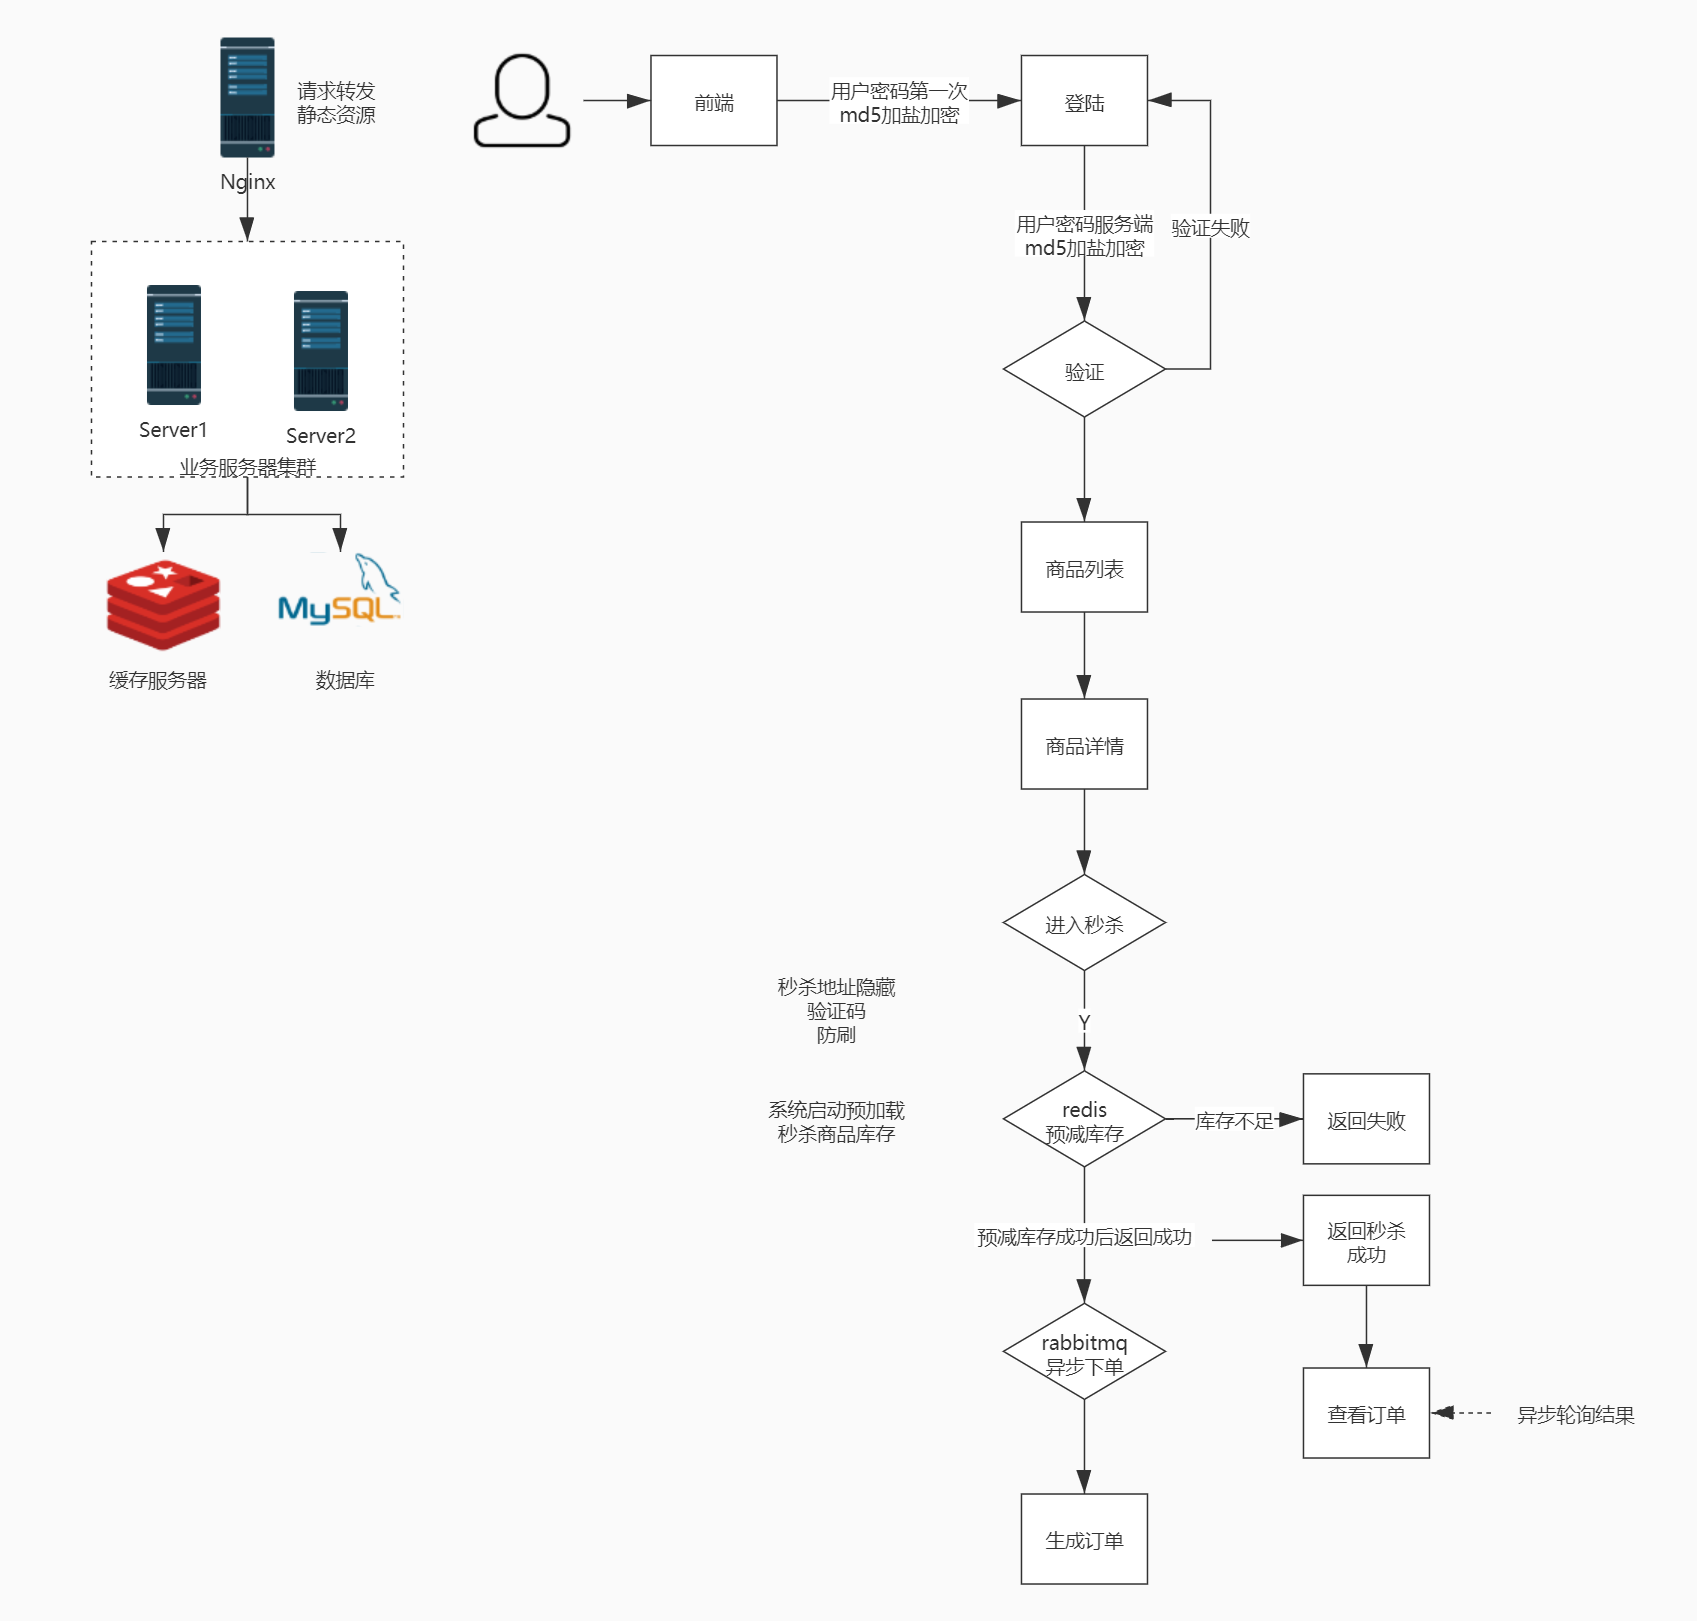 请求转发
静态资源
Nginx
Server1
Server2
业务服务器集群
MySQL
缓存服务器
数据库
前端
用户密码第一次
md5加盐加密
登陆
用户密码服务端
md5加盐加密
验证失败
验证
商品列表
商品详情
进入秒杀
秒杀地址隐藏
验证码
防刷
Y
系统启动预加载
秒杀商品库存
redis
预减库存
库存不足
返回失败
预减库存成功后返回成功
返回秒杀
成功
rabbitmq
异步下单
查看订单
异步轮询结果
生成订单